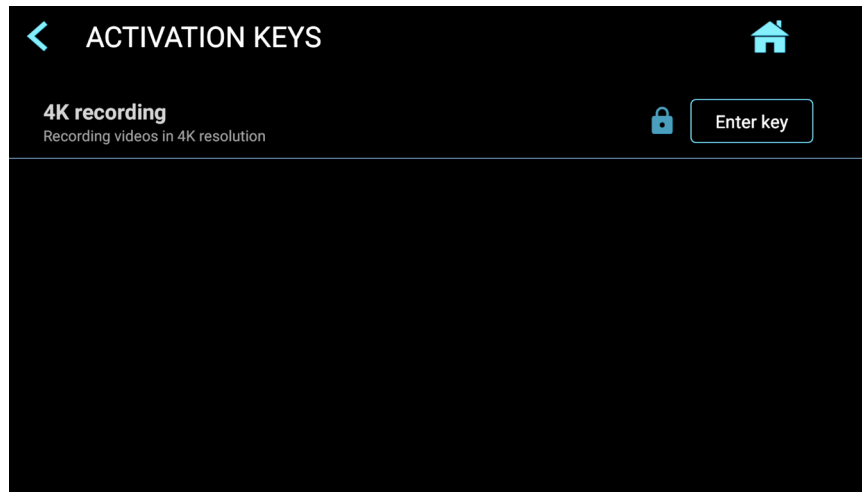 ACTIVATION KEYS
4K recording
Recording videos in 4K resolution
Enter key